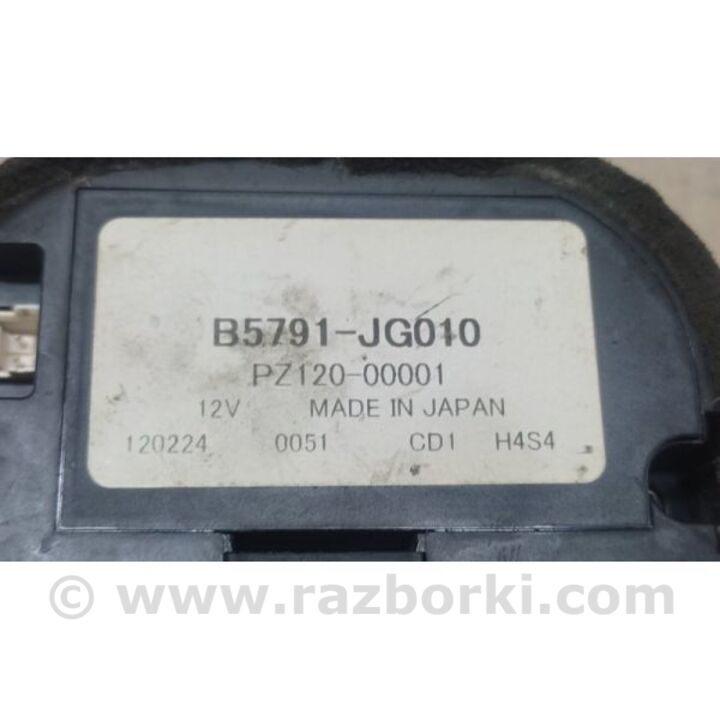 B5791-JG010
PZ120-00001
12V MADE IN JAPAN
120224 0051 CD1 H4S4
© www.razborki.com